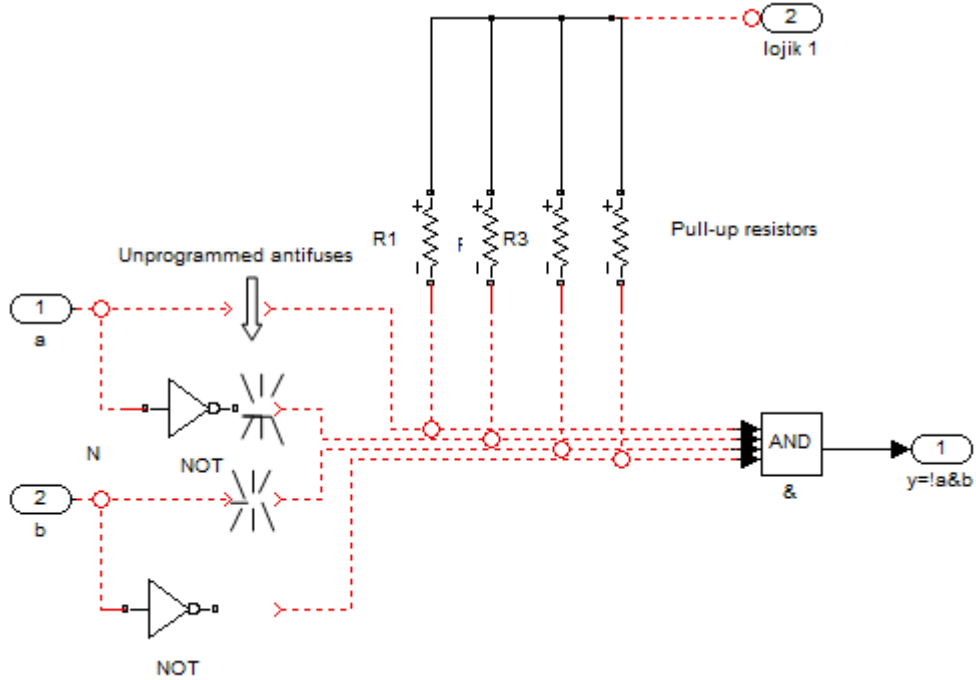 2
lojik 1
R1
R3
Pull-up resistors
Unprogrammed antifuses
+
+
+
+
1
a
N
NOT
AND
&
1
y=!a&b
2
b
NOT